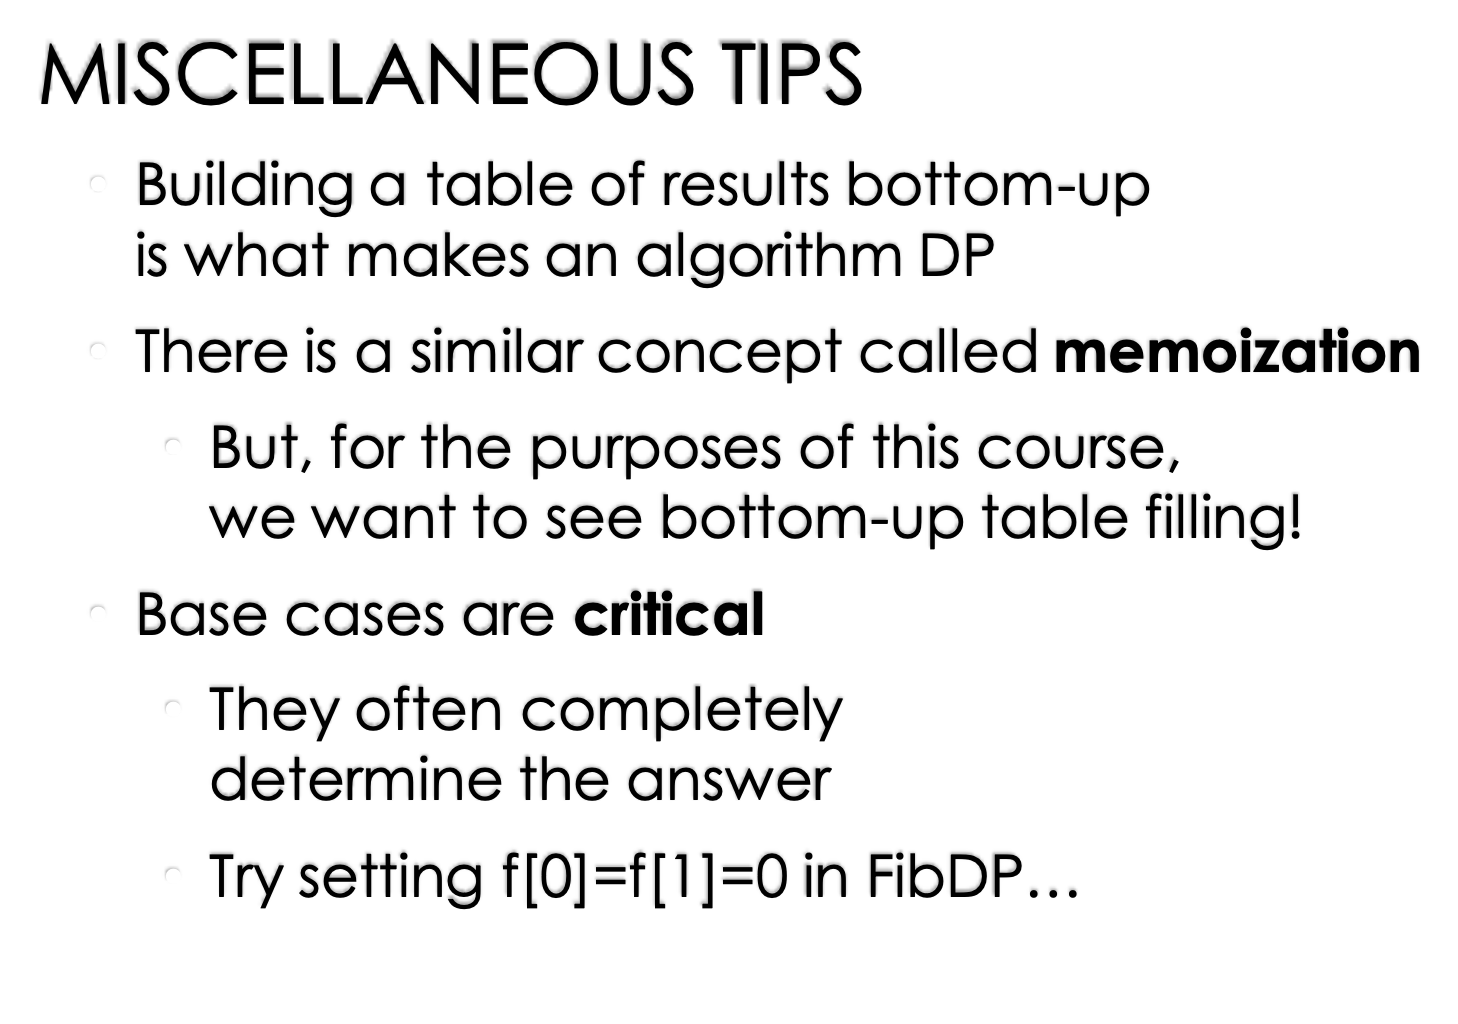 MISCELLANEOUS TIPS
Building a table of results bottom-up
is what makes an algorithm DP
There is a similar concept called memoization
But, for the purposes of this course,
we want to see bottom-up table filling!
Base cases are critical
They often completely
determine the answer
Try setting f[0]=f[1]=0 in FibDP…